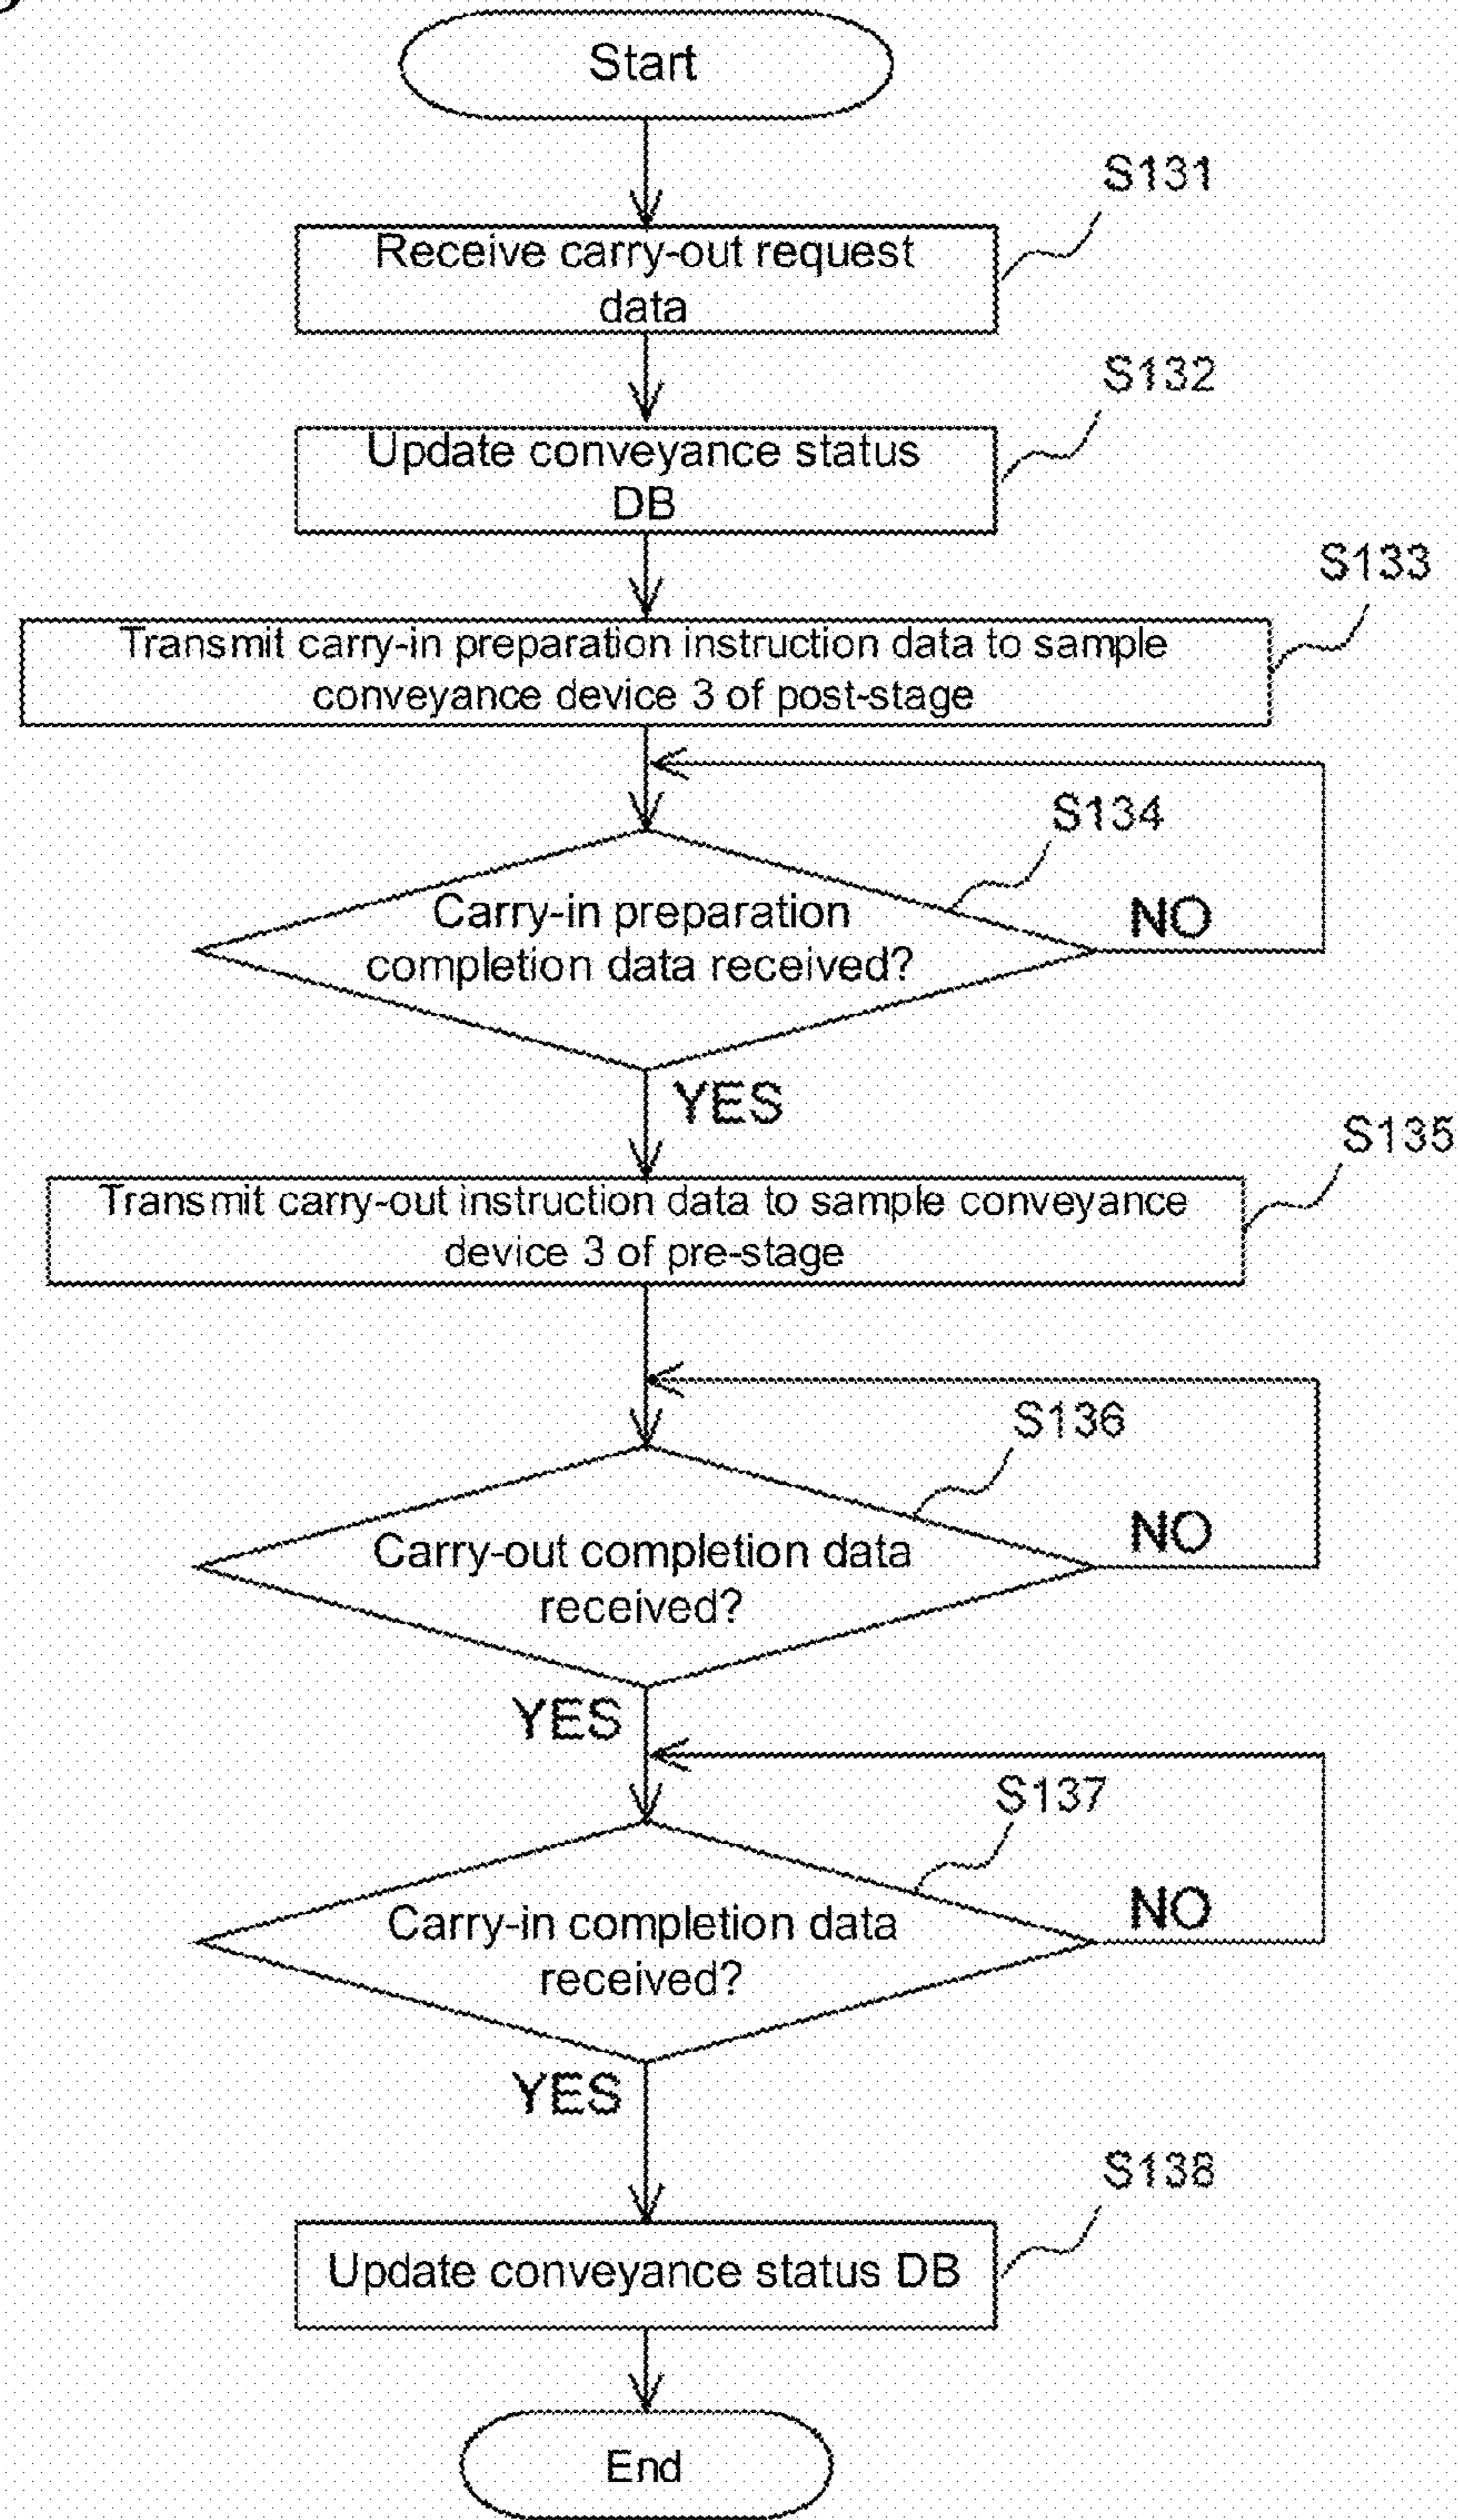 Start
S131
Receive carry-out request
data
S132
Update conveyance status
DB
S133
Transmit carry-in preparation instruction data to sample
conveyance device 3 of post-stage
S134
Carry-in preparation
completion data received?
NO
YES
S135
Transmit carry-out instruction data to sample conveyance
device 3 of pre-stage
S136
Carry-out completion data
received?
NO
YES
S137
Carry-in completion data
received?
NO
YES
S138
Update conveyance status DB
End